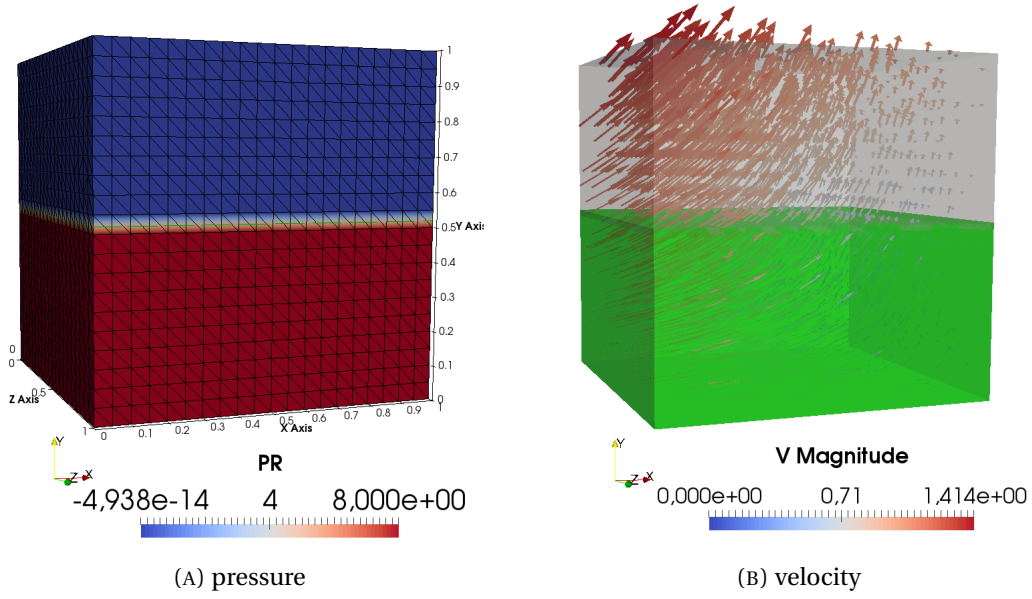 1
0.9
0.8
0.7
0.6
0.5 Y Axis
0.4
0.3
0.2
0.1
0
0
0
0.5
Z Axis
1
0 0.1 0.2 0.3 0.4 0.5 0.6 0.7 0.8 0.9 1
X Axis
Y
Z X
PR
-4,938e-14 4 8,000e+00
(A) pressure
Y
Z X
V Magnitude
0,000e+00 0,71 1,414e+00
(B) velocity